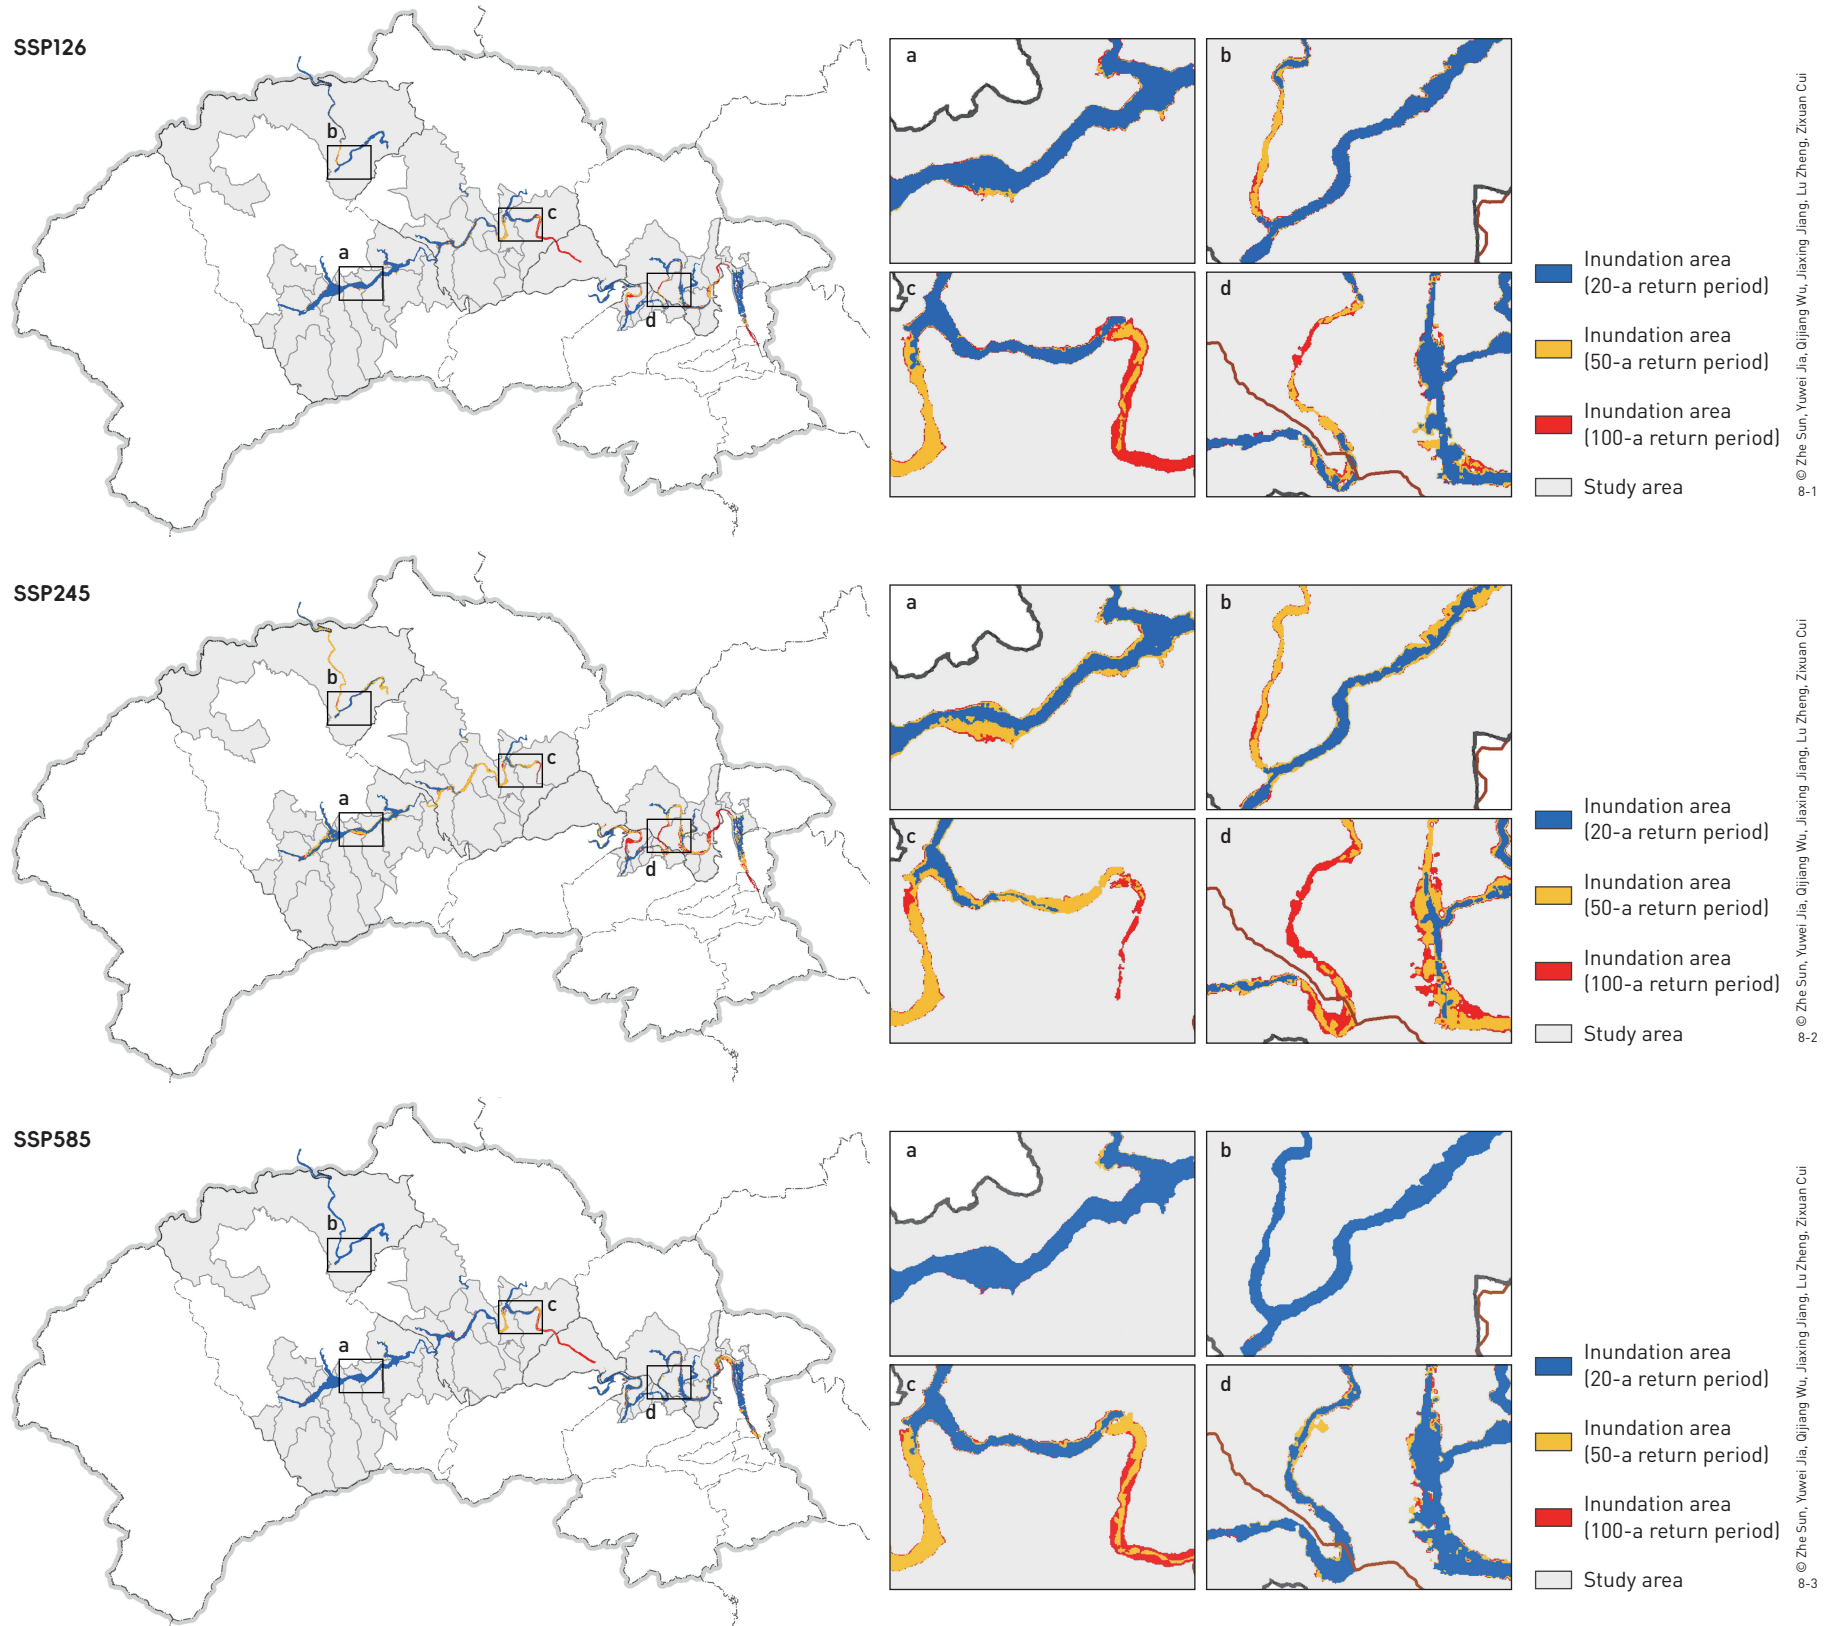 SSP126
a
b
c
d
a
b
c
d
Inundation area
(20-a return period)
Inundation area
(50-a return period)
Inundation area
(100-a return period)
Study area
© Zhe Sun, Yuwei Jia, Qijiang Wu, Jiaxing Jiang, Lu Zheng, Zixuan Cui
8-1
SSP245
a
b
c
d
a
b
c
d
Inundation area
(20-a return period)
Inundation area
(50-a return period)
Inundation area
(100-a return period)
Study area
© Zhe Sun, Yuwei Jia, Qijiang Wu, Jiaxing Jiang, Lu Zheng, Zixuan Cui
8-2
SSP585
a
b
c
d
a
b
c
d
Inundation area
(20-a return period)
Inundation area
(50-a return period)
Inundation area
(100-a return period)
Study area
© Zhe Sun, Yuwei Jia, Qijiang Wu, Jiaxing Jiang, Lu Zheng, Zixuan Cui
8-3